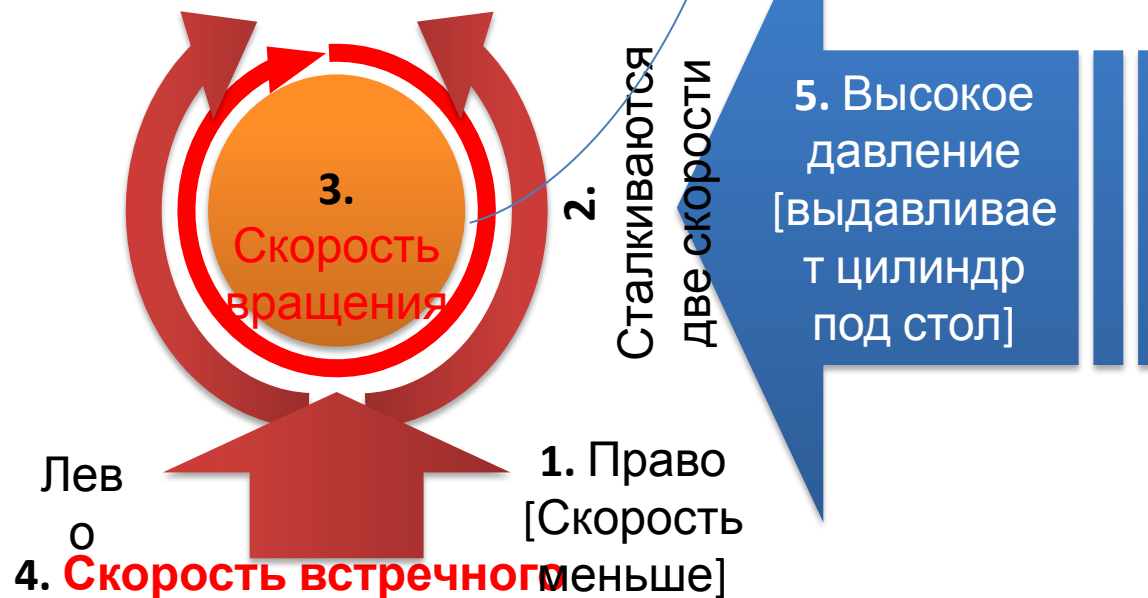 3.
Скорость
вращения
2.
Сталкиваются
две скорости
5. Высокое
давление
[выдавливае
т цилиндр
под стол]
Лев
о
1. Право
[Скорость
меньше]
4. Скорость встречного